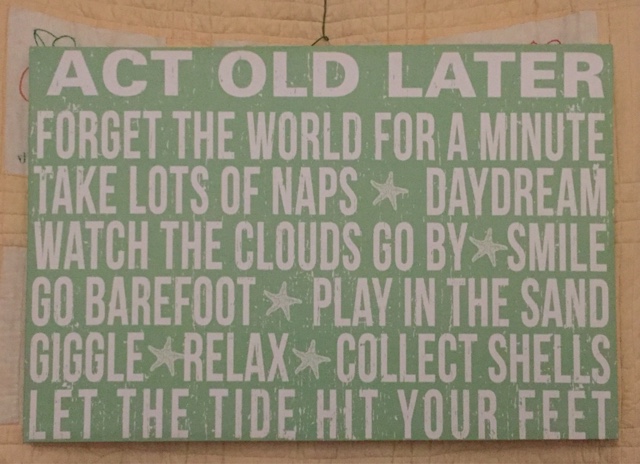 ACT OLD LATER
FORGET THE WORLD FOR A MINUTE
TAKE LOTS OF NAPS DAYDREAM
WATCH THE CLOUDS GO BY SMILE
GO BAREFOOT PLAY IN THE SAND
GIGGLE RELAX COLLECT SHELLS
LET THE TIDE HIT YOUR FEET